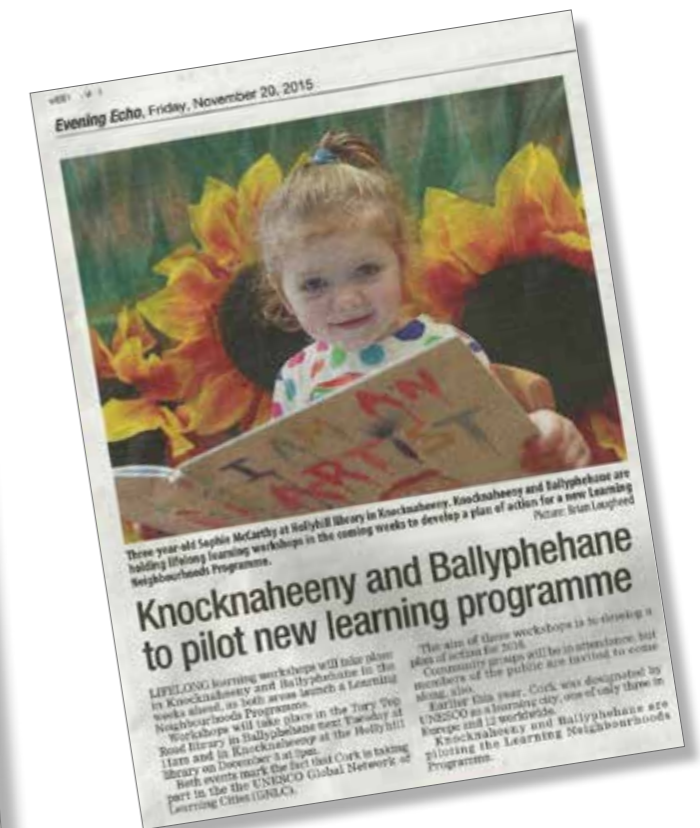 Evening Echo, Friday, November 20, 2015
I AM AN
ARTIST
Three-year-old Sophie McCarthy at Hollyhill library in Knocknaheeny. Knocknaheeny and Ballyphehane are
holding lifelong learning workshops in the coming weeks to develop a plan of action for a new Learning
Neighbourhoods Programme.
Picture: Brian Lougheed
Knocknaheeny and Ballyphehane
to pilot new learning programme
LIFELONG learning workshops will take place
in Knocknaheeny and Ballyphehane in the
weeks ahead, as both areas launch a Learning
Neighbourhoods Programme.
Workshops will take place in the Tory Top
Road library in Ballyphehane next Tuesday at
11am and in Knocknaheeny at the Hollyhill
library on December at
Both events mark the fact that Cork is taking
part in the the UNESCO Global Network of
Learning Cities (GNLC).
The aim of these workshops is to develop a
plan of action for 2016.
Community groups will be in attendance, but
members of the public are invited to come
along, also.
Earlier this year, Cork was designated by
UNESCO as a learning city, one of only three in
Europe and 12 worldwide.
Knocknaheeny and Ballyphehane are
piloting the Learning Neighbourhoods
Programme.